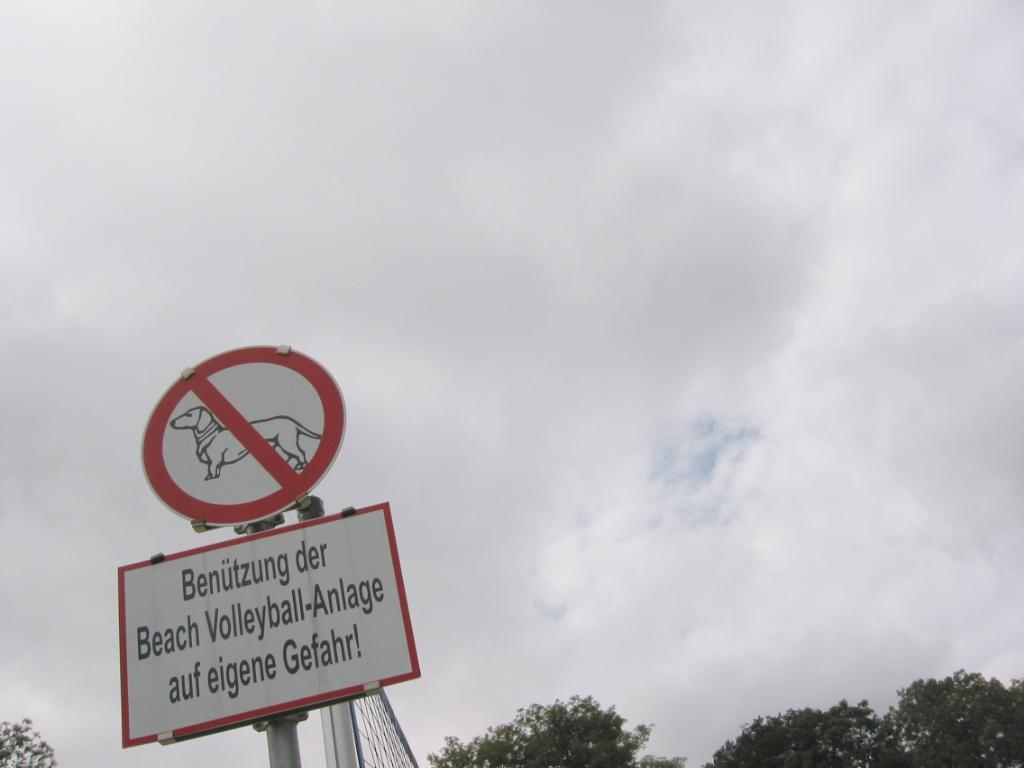 Benützung der
Beach Volleyball-Anlage
auf eigene Gefahr!